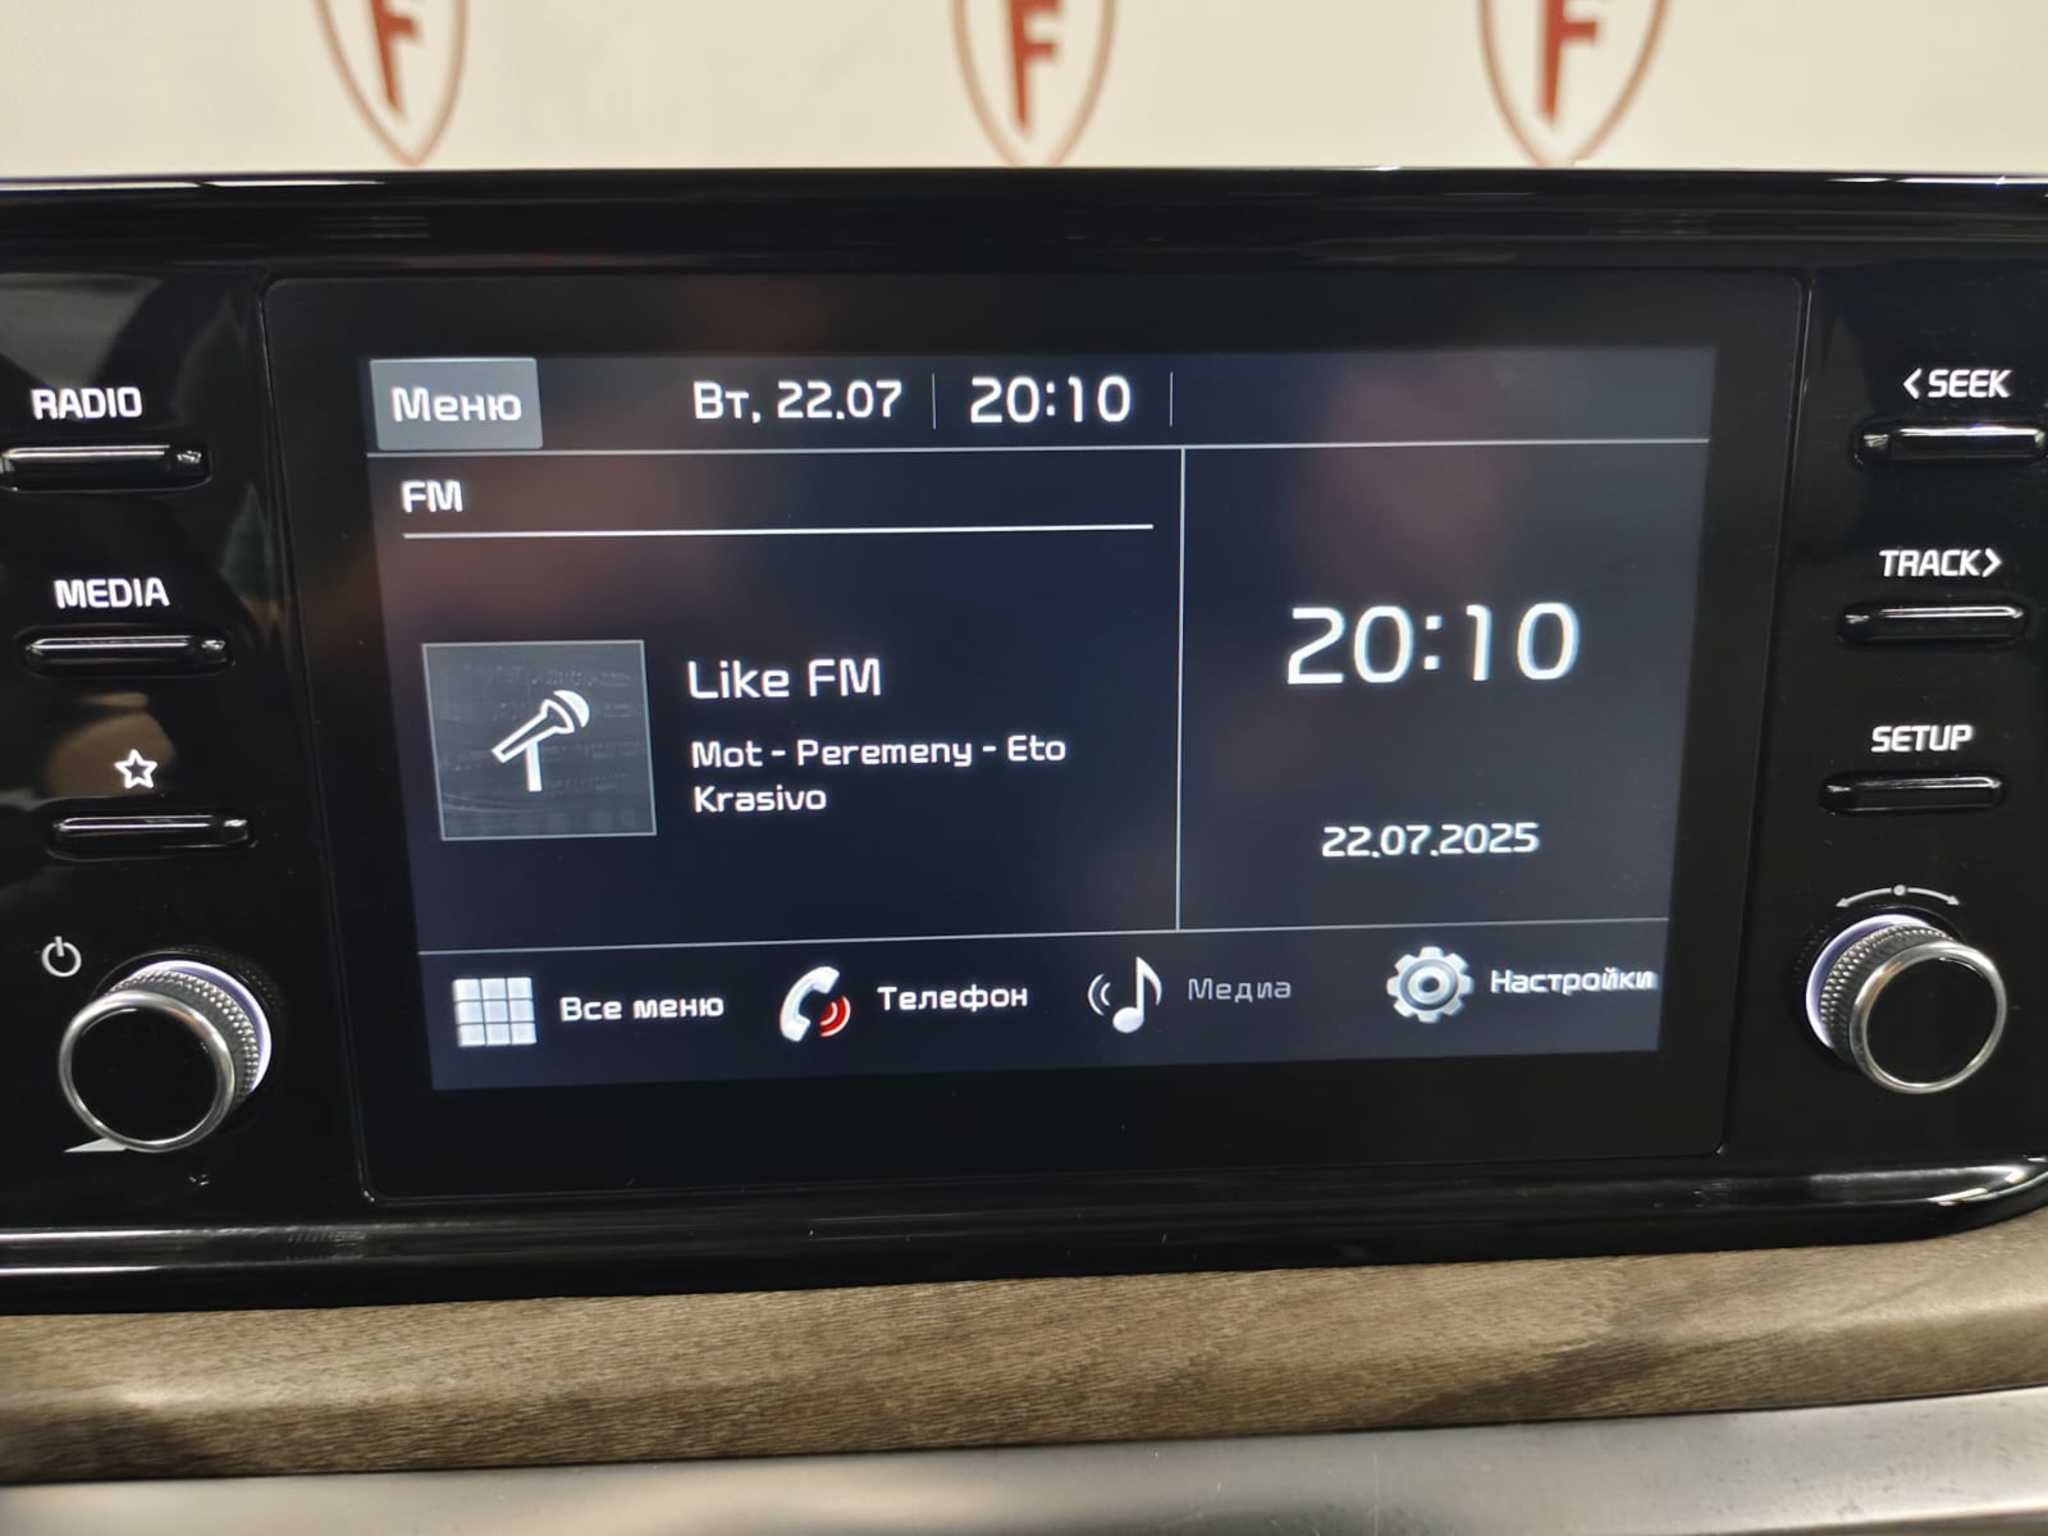 F F F
RADIO
MEDIA
Меню
Вт, 22.07
20:10
FM
Like FM
Mot - Peremeny - Eto
Krasivo
20:10
22.07.2025
Все меню
Телефон
Медиа
Настройки
<SEEK
TRACK>
SETUP